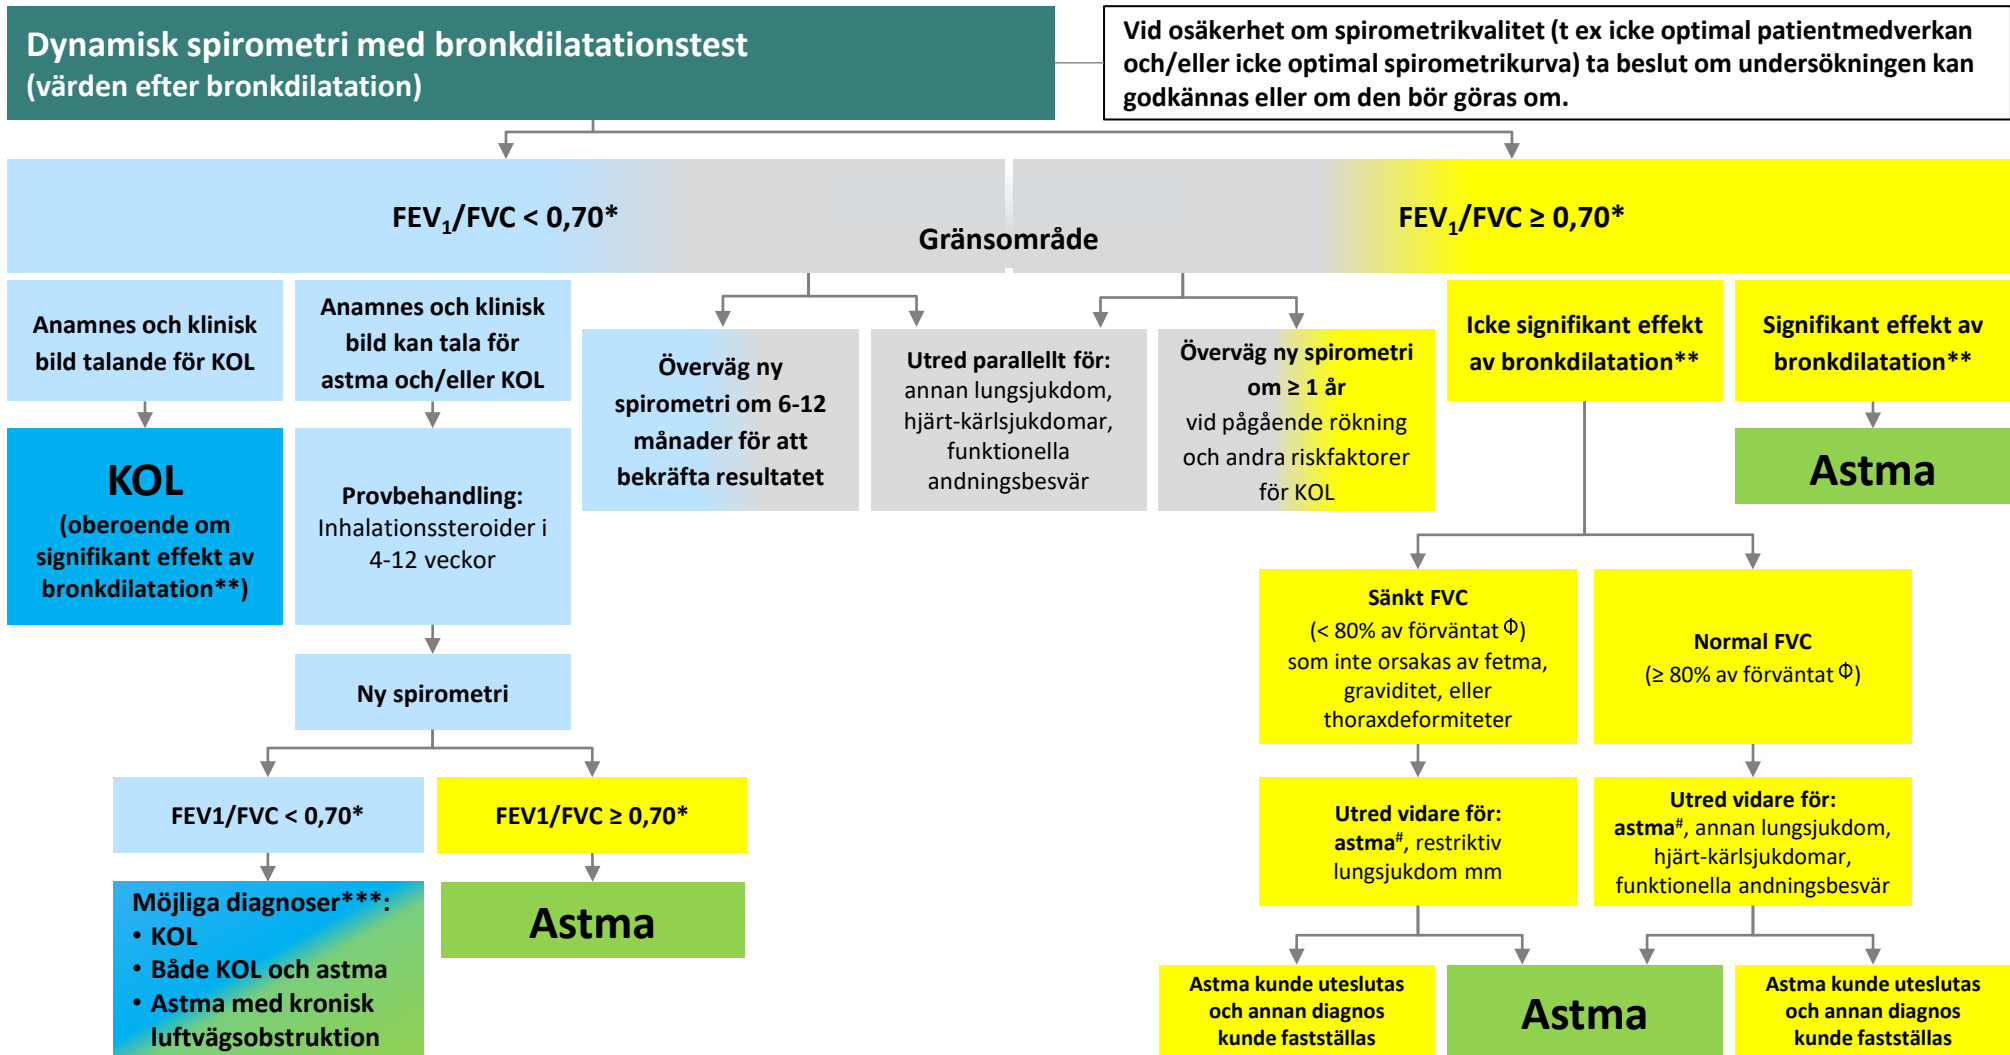 Dynamisk spirometri med bronkdilatationstest
(värden efter bronkdilatation)
Vid osäkerhet om spirometrikvalitet (t ex icke optimal patientmedverkan
och/eller icke optimal spirometrikurva) ta beslut om undersökningen kan
godkännas eller om den bör göras om.
FEV₁/FVC < 0,70*
Gränsområde
FEV₁/FVC ≥ 0,70*
Anamnes och klinisk
bild talande för KOL
Anamnes och klinisk
bild kan tala för
astma och/eller KOL
Överväg ny
spirometri om 6-12
månader för att
bekräfta resultatet
Utred parallellt för:
annan lungsjukdom,
hjärt-kärlsjukdomar,
funktionella
andningsbesvär
Överväg ny spirometri
om ≥ 1 år
vid pågående rökning
och andra riskfaktorer
för KOL
Icke signifikant effekt
av bronkdilatation**
Signifikant effekt av
bronkdilatation**
KOL
(oberoende om
signifikant effekt av
bronkdilatation**)
Provbehandling:
Inhalationssteroider i
4-12 veckor
Astma
Ny spirometri
Sänkt FVC
(< 80% av förväntat Φ)
som inte orsakas av fetma,
graviditet, eller
thoraxdeformiteter
Normal FVC
(≥ 80% av förväntat Φ)
FEV1/FVC < 0,70*
FEV1/FVC ≥ 0,70*
Utred vidare för:
astma#, restriktiv
lungsjukdom mm
Utred vidare för:
astma#, annan lungsjukdom,
hjärt-kärlsjukdomar,
funktionella andningsbesvär
Möjliga diagnoser***:
• KOL
• Både KOL och astma
• Astma med kronisk
luftvägsobstruktion
Astma
Astma kunde uteslutas
och annan diagnos
kunde fastställas
Astma
Astma kunde uteslutas
och annan diagnos
kunde fastställas